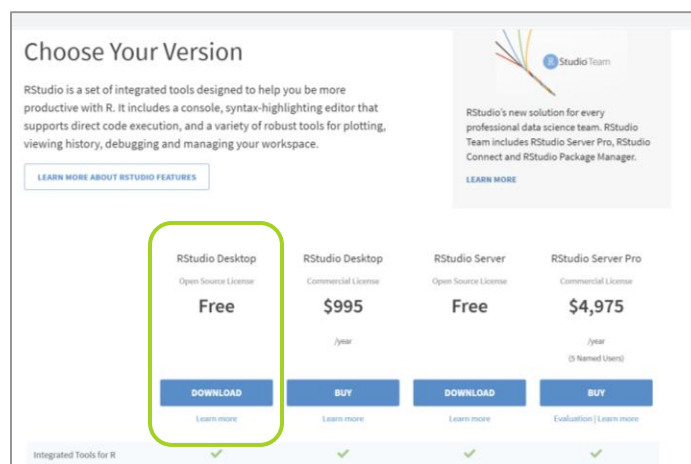 Choose Your Version
RStudio is a set of integrated tools designed to help you be more
productive with R. It includes a console, syntax-highlighting editor that
supports direct code execution, and a variety of robust tools for plotting,
viewing history, debugging and managing your workspace.
LEARN MORE ABOUT RSTUDIO FEATURES
R Studio Team
RStudio's new solution for every
professional data science team. RStudio
Team includes RStudio Server Pro, RStudio
Connect and RStudio Package Manager.
LEARN MORE
RStudio Desktop
Open Source License
Free
DOWNLOAD
Learn more
RStudio Desktop
Commercial License
$995
/year
BUY
Learn more
RStudio Server
Open Source License
Free
DOWNLOAD
Learn more
RStudio Server Pro
Commercial License
$4,975
/year
(5 Named Users)
BUY
Evaluation | Learn more
Integrated Tools for R